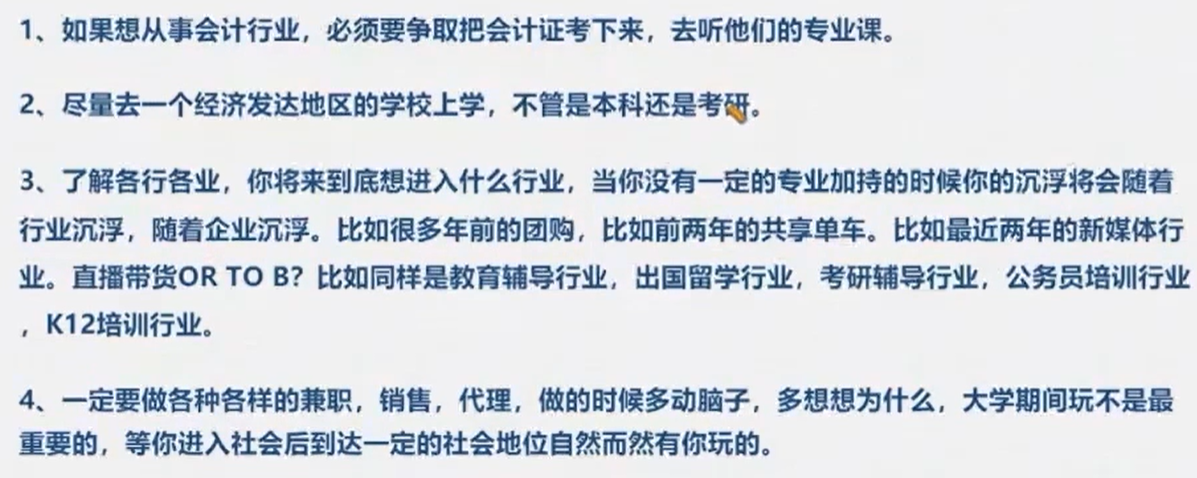 1、如果想从事会计行业，必须要争取把会计证考下来，去听他们的专业课。
2、尽量去一个经济发达地区的学校上学，不管是本科还是考研。
3、了解各行各业，你将来到底想进入什么行业，当你没有一定的专业加持的时候你的沉浮将会随着
行业沉浮，随着企业沉浮。比如很多年前的团购，比如前两年的共享单车。比如最近两年的新媒体行
业。直播带货OR TO B？比如同样是教育辅导行业，出国留学行业，考研辅导行业，公务员培训行业
，K12培训行业。
4、一定要做各种各样的兼职，销售，代理，做的时候多动脑子，多想想为什么，大学期间玩不是最
重要的，等你进入社会后到达一定的社会地位自然而然有你玩的。